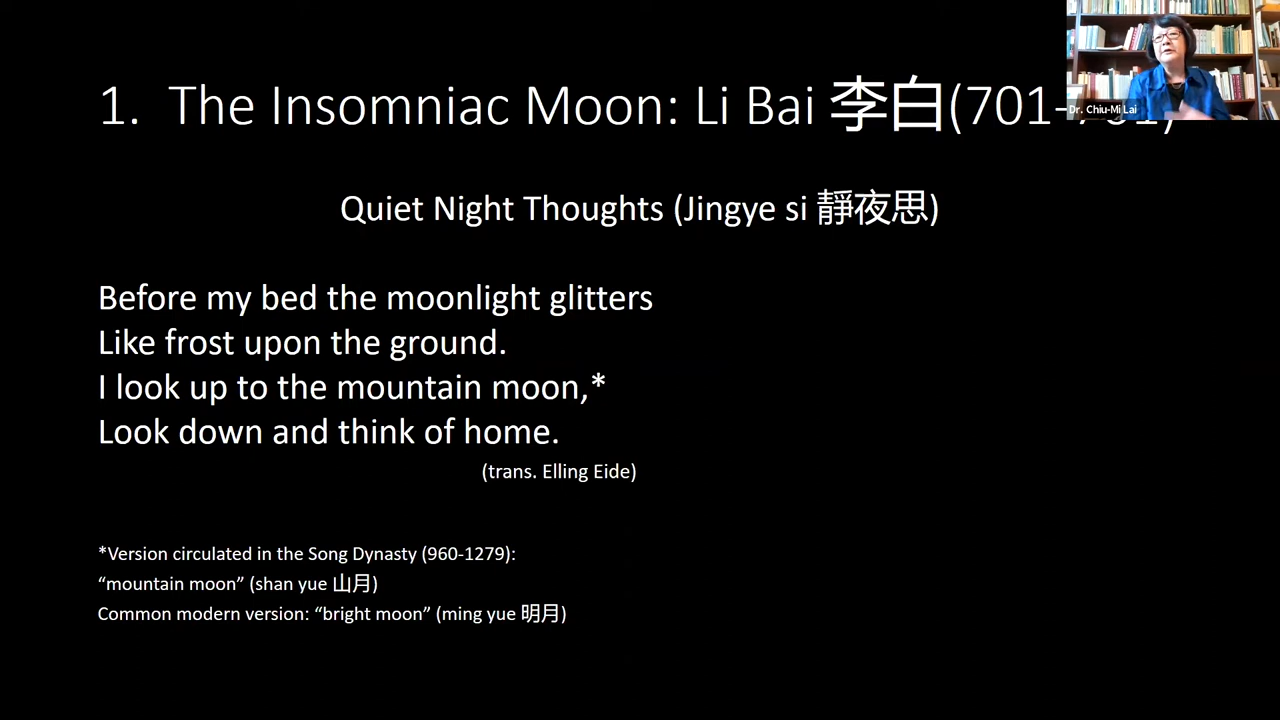 1. The Insomniac Moon: Li Bai 李白(701-761)
Dr. Chiu-Mi Lai
Quiet Night Thoughts (Jingye si 靜夜思)
Before my bed the moonlight glitters
Like frost upon the ground.
I look up to the mountain moon,*
Look down and think of home.
(trans. Elling Eide)
*Version circulated in the Song Dynasty (960-1279):
“mountain moon” (shan yue 山月)
Common modern version: “bright moon” (ming yue 明月)